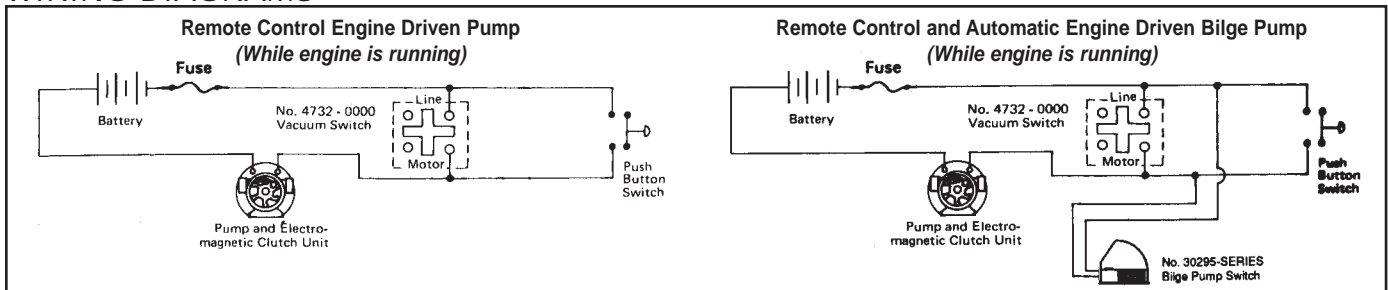 WIRING DIAGRAMS
Remote Control Engine Driven Pump
(While engine is running)
Fuse
Battery
No. 4732 - 0000
Vacuum Switch
Line
Motor
Push
Button
Switch
Pump and Electro-
magnetic Clutch Unit
Remote Control and Automatic Engine Driven Bilge Pump
(While engine is running)
Fuse
Battery
No. 4732 - 0000
Vacuum Switch
Line
Motor
Push
Button
Switch
Pump and Electro-
magnetic Clutch Unit
No. 30295-SERIES
Bilge Pump Switch